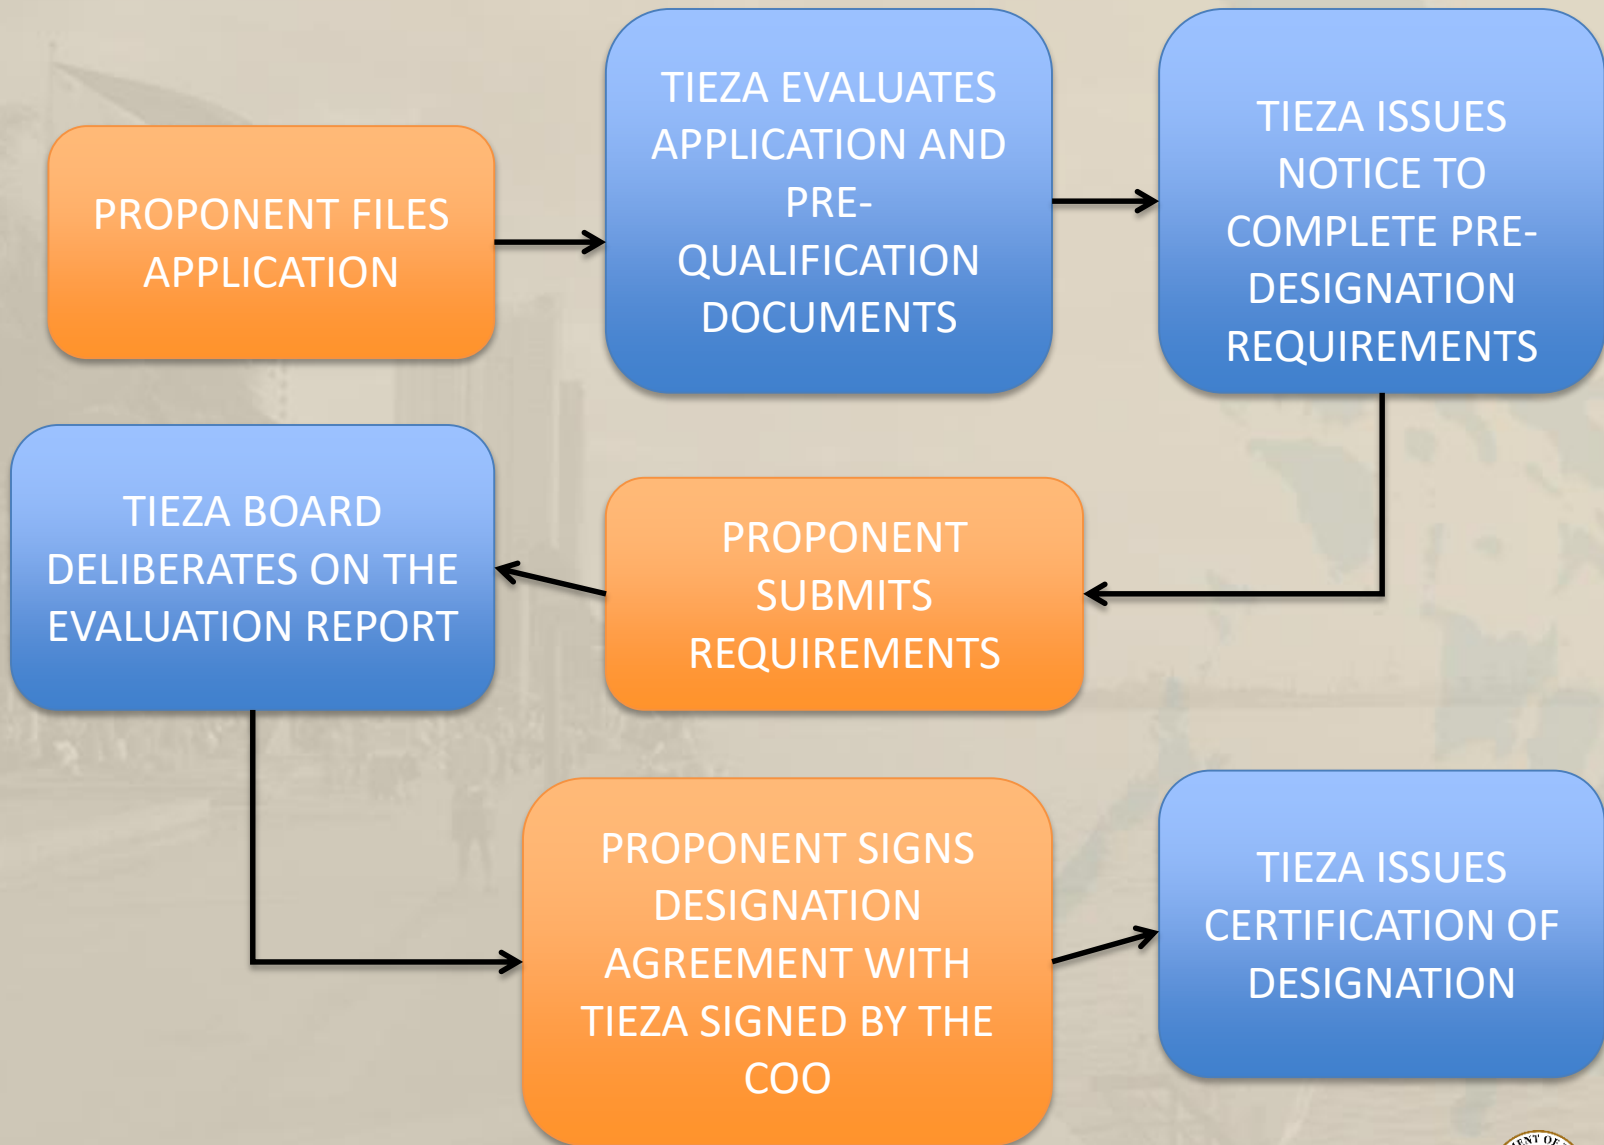 PROPONENT FILES
APPLICATION
TIEZA EVALUATES
APPLICATION AND
PRE-
QUALIFICATION
DOCUMENTS
TIEZA ISSUES
NOTICE TO
COMPLETE PRE-
DESIGNATION
REQUIREMENTS
PROPONENT
SUBMITS
REQUIREMENTS
TIEZA BOARD
DELIBERATES ON THE
EVALUATION REPORT
PROPONENT SIGNS
DESIGNATION
AGREEMENT WITH
TIEZA SIGNED BY THE
COO
TIEZA ISSUES
CERTIFICATION OF
DESIGNATION